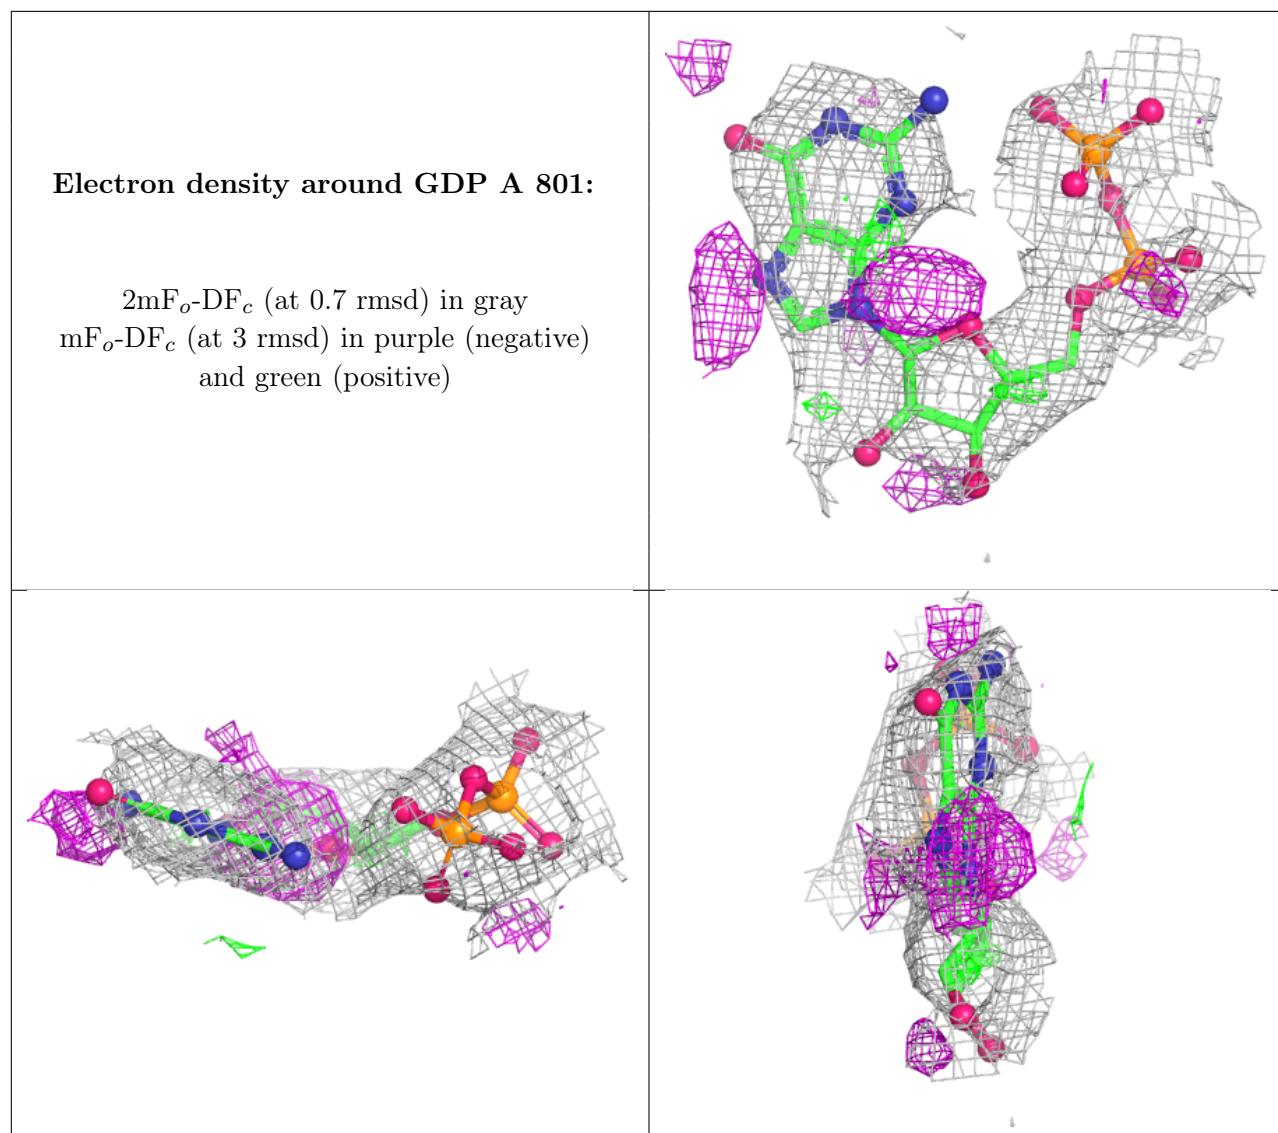 Electron density around GDP A 801:
2mFₒ-DF𝒸 (at 0.7 rmsd) in gray
mFₒ-DF𝒸 (at 3 rmsd) in purple (negative)
and green (positive)